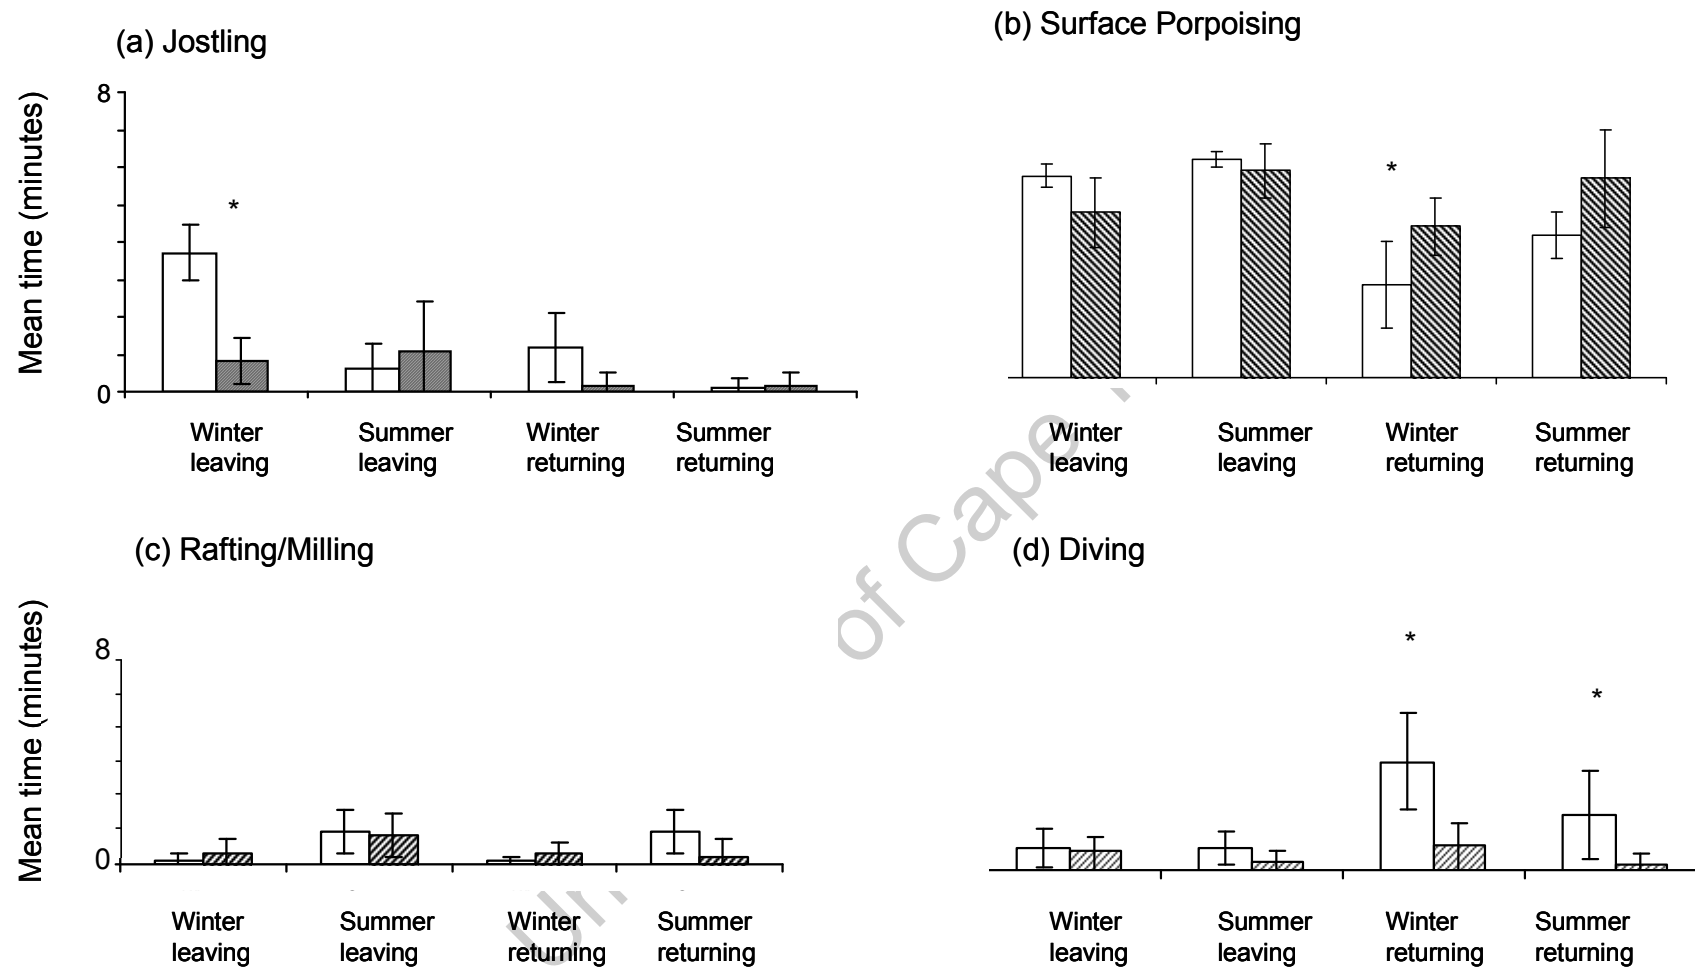 (a) Jostling
Mean time (minutes)
8
*
0
Winter
leaving
Summer
leaving
Winter
returning
Summer
returning
(b) Surface Porpoising
*
Winter
leaving
Summer
leaving
Winter
returning
Summer
returning
(c) Rafting/Milling
Mean time (minutes)
8
0
Winter
leaving
Summer
leaving
Winter
returning
Summer
returning
(d) Diving
*
*
Winter
leaving
Summer
leaving
Winter
returning
Summer
returning
of Cape